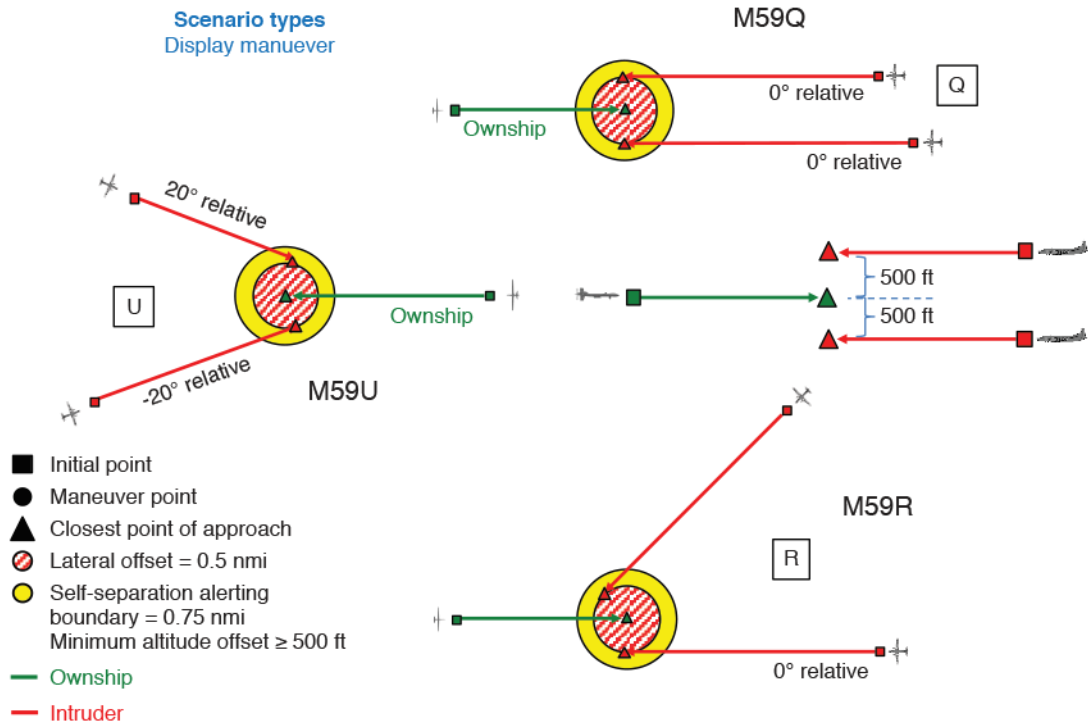 Scenario types
Display manuever
M59Q
0° relative
Q
Ownship
0° relative
20° relative
U
Ownship
-20° relative
M59U
500 ft
500 ft
M59R
R
0° relative
Initial point
Maneuver point
Closest point of approach
Lateral offset = 0.5 nmi
Self-separation alerting
boundary = 0.75 nmi
Minimum altitude offset ≥ 500 ft
Ownship
Intruder